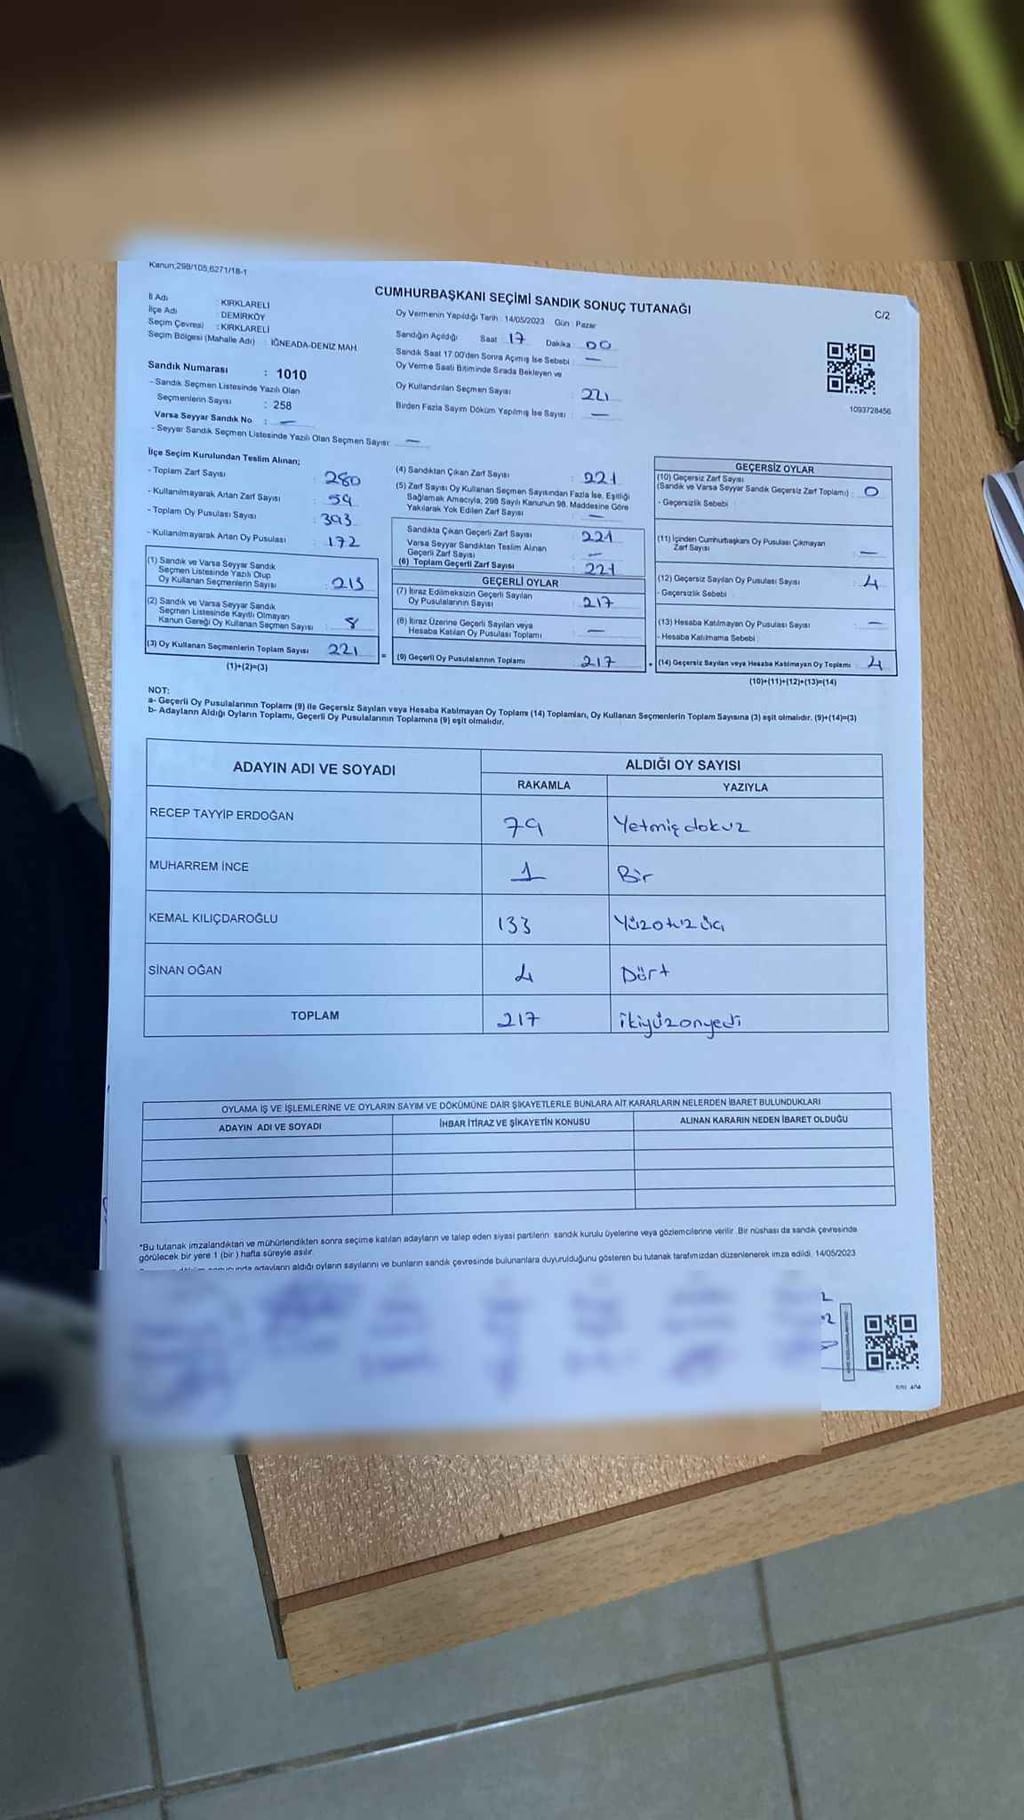 Kanun;298/105;6271/18-1
CUMHURBAŞKANI SEÇİMİ SANDIK SONUÇ TUTANAĞI
C/2
İl Adı : KIRKLARELİ
İlçe Adı : DEMİRKÖY
Seçim Çevresi : KIRKLARELİ
Seçim Bölgesi (Mahalle Adı) : İĞNEADA-DENİZ MAH.
Oy Vermenin Yapıldığı Tarih : 14/05/2023 Gün : Pazar
Sandığın Açıldığı Saat 17 Dakika 00
Sandık Saat 17.00'den Sonra Açılmış İse Sebebi : —
Oy Verme Saati Bitiminde Sırada Bekleyen ve
Oy Kullandırılan Seçmen Sayısı : 221
Birden Fazla Sayım Döküm Yapılmış İse Sayısı : —
1093728456
Sandık Numarası : 1010
- Sandık Seçmen Listesinde Yazılı Olan
Seçmenlerin Sayısı : 258
Varsa Seyyar Sandık No : —
- Seyyar Sandık Seçmen Listesinde Yazılı Olan Seçmen Sayısı: —
İlçe Seçim Kurulundan Teslim Alınan;
- Toplam Zarf Sayısı : 280
- Kullanılmayarak Artan Zarf Sayısı : 59
- Toplam Oy Pusulası Sayısı : 393
- Kullanılmayarak Artan Oy Pusulası : 172
(1) Sandık ve Varsa Seyyar Sandık
Seçmen Listesinde Yazılı Olup
Oy Kullanan Seçmenlerin Sayısı : 213
(2) Sandık ve Varsa Seyyar Sandık
Seçmen Listesinde Kayıtlı Olmayan
Kanun Gereği Oy Kullanan Seçmen Sayısı : 8
(3) Oy Kullanan Seçmenlerin Toplam Sayısı : 221
(1)+(2)=(3)
(4) Sandıktan Çıkan Zarf Sayısı : 221
(5) Zarf Sayısı Oy Kullanan Seçmen Sayısından Fazla İse, Eşitliği
Sağlamak Amacıyla, 298 Sayılı Kanunun 98. Maddesine Göre
Yakılarak Yok Edilen Zarf Sayısı : —
Sandıkta Çıkan Geçerli Zarf Sayısı : 221
Varsa Seyyar Sandıktan Teslim Alınan
Geçerli Zarf Sayısı : —
(6) Toplam Geçerli Zarf Sayısı : 221
GEÇERLİ OYLAR
(7) İtiraz Edilmeksizin Geçerli Sayılan
Oy Pusulalarının Sayısı : 217
(8) İtiraz Üzerine Geçerli Sayılan veya
Hesaba Katılan Oy Pusulası Toplamı : —
= (9) Geçerli Oy Pusulalarının Toplamı : 217
GEÇERSİZ OYLAR
(10) Geçersiz Zarf Sayısı
(Sandık ve Varsa Seyyar Sandık Geçersiz Zarf Toplamı) : 0
- Geçersizlik Sebebi :
(11) İçinden Cumhurbaşkanı Oy Pusulası Çıkmayan
Zarf Sayısı : —
(12) Geçersiz Sayılan Oy Pusulası Sayısı : 4
- Geçersizlik Sebebi :
(13) Hesaba Katılmayan Oy Pusulası Sayısı : —
- Hesaba Katılmama Sebebi :
+ (14) Geçersiz Sayılan veya Hesaba Katılmayan Oy Toplamı : 4
(10)+(11)+(12)+(13)=(14)
NOT:
a- Geçerli Oy Pusulalarının Toplamı (9) ile Geçersiz Sayılan veya Hesaba Katılmayan Oy Toplamı (14) Toplamları, Oy Kullanan Seçmenlerin Toplam Sayısına (3) eşit olmalıdır. (9)+(14)=(3)
b- Adayların Aldığı Oyların Toplamı, Geçerli Oy Pusulalarının Toplamına (9) eşit olmalıdır.
ADAYIN ADI VE SOYADI ALDIĞI OY SAYISI
RAKAMLA YAZIYLA
RECEP TAYYİP ERDOĞAN 79 Yetmişdokuz
MUHARREM İNCE 1 Bir
KEMAL KILIÇDAROĞLU 133 Yüzotuzüç
SİNAN OĞAN 4 Dört
TOPLAM 217 ikiyüzonyedi
OYLAMA İŞ VE İŞLEMLERİNE VE OYLARIN SAYIM VE DÖKÜMÜNE DAİR ŞİKAYETLERLE BUNLARA AİT KARARLARIN NELERDEN İBARET BULUNDUKLARI
ADAYIN ADI VE SOYADI İHBAR İTİRAZ VE ŞİKAYETİN KONUSU ALINAN KARARIN NEDEN İBARET OLDUĞU
*Bu tutanak imzalandıktan ve mühürlendikten sonra seçime katılan adayların ve talep eden siyasi partilerin sandık kurulu üyelerine veya gözlemcilerine verilir. Bir nüshası da sandık çevresinde
görülecek bir yere 1 (bir) hafta süreyle asılır.
adayların aldığı oyların sayılarını ve bunların sandık çevresinde bulunanlara duyurulduğunu gösteren bu tutanak tarafımızdan düzenlenerek imza edildi. 14/05/2023